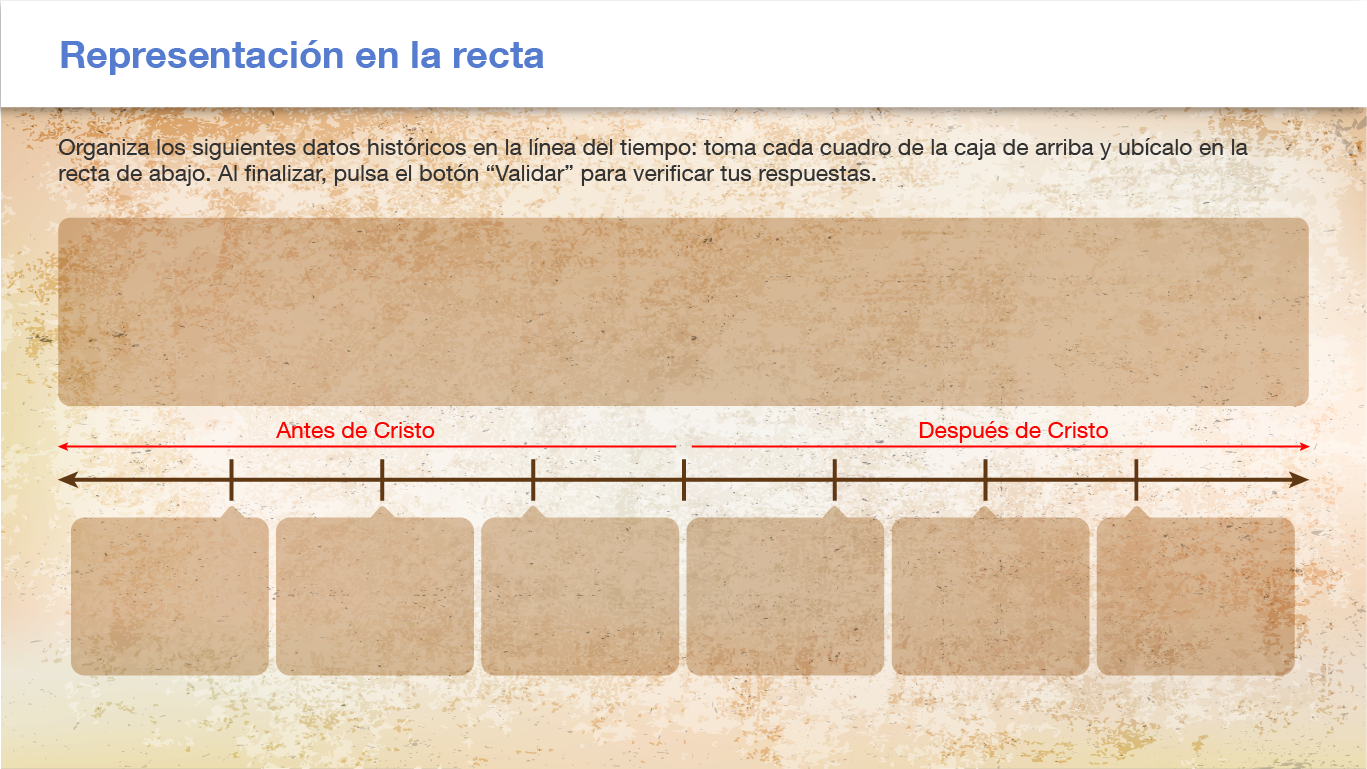 Representación en la recta
Organiza los siguientes datos históricos en la línea del tiempo: toma cada cuadro de la caja de arriba y ubícalo en la
recta de abajo. Al finalizar, pulsa el botón “Validar” para verificar tus respuestas.
Antes de Cristo
Después de Cristo